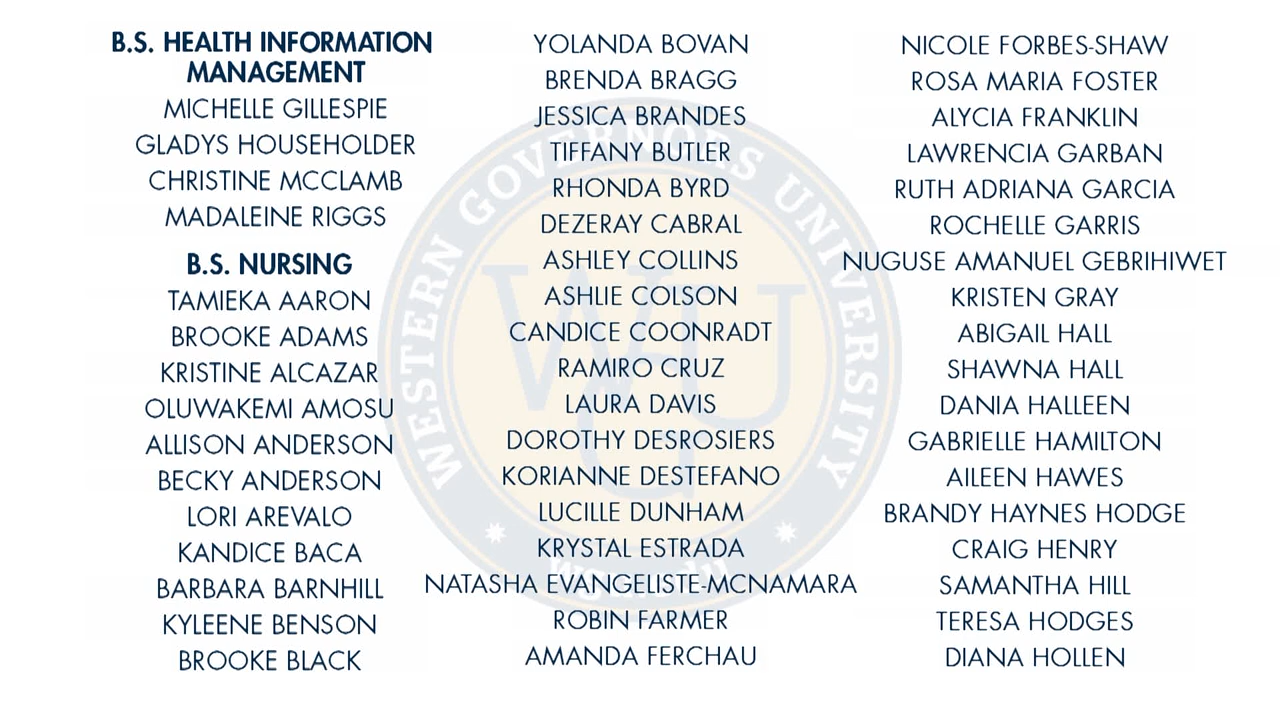 B.S. HEALTH INFORMATION
MANAGEMENT
MICHELLE GILLESPIE
GLADYS HOUSEHOLDER
CHRISTINE MCCLAMB
MADALEINE RIGGS
B.S. NURSING
TAMIEKA AARON
BROOKE ADAMS
KRISTINE ALCAZAR
OLUWAKEMI AMOSU
ALLISON ANDERSON
BECKY ANDERSON
LORI AREVALO
KANDICE BACA
BARBARA BARNHILL
KYLEENE BENSON
BROOKE BLACK
YOLANDA BOVAN
BRENDA BRAGG
JESSICA BRANDES
TIFFANY BUTLER
RHONDA BYRD
DEZERAY CABRAL
ASHLEY COLLINS
ASHLIE COLSON
CANDICE COONRADT
RAMIRO CRUZ
LAURA DAVIS
DOROTHY DESROSIERS
KORIANNE DESTEFANO
LUCILLE DUNHAM
KRYSTAL ESTRADA
NATASHA EVANGELISTE-MCNAMARA
ROBIN FARMER
AMANDA FERCHAU
NICOLE FORBES-SHAW
ROSA MARIA FOSTER
ALYCIA FRANKLIN
LAWRENCIA GARBAN
RUTH ADRIANA GARCIA
ROCHELLE GARRIS
NUGUSE AMANUEL GEBRIHIWET
KRISTEN GRAY
ABIGAIL HALL
SHAWNA HALL
DANIA HALLEEN
GABRIELLE HAMILTON
AILEEN HAWES
BRANDY HAYNES HODGE
CRAIG HENRY
SAMANTHA HILL
TERESA HODGES
DIANA HOLLEN
WESTERN GOVERNORS UNIVERSITY
WGU